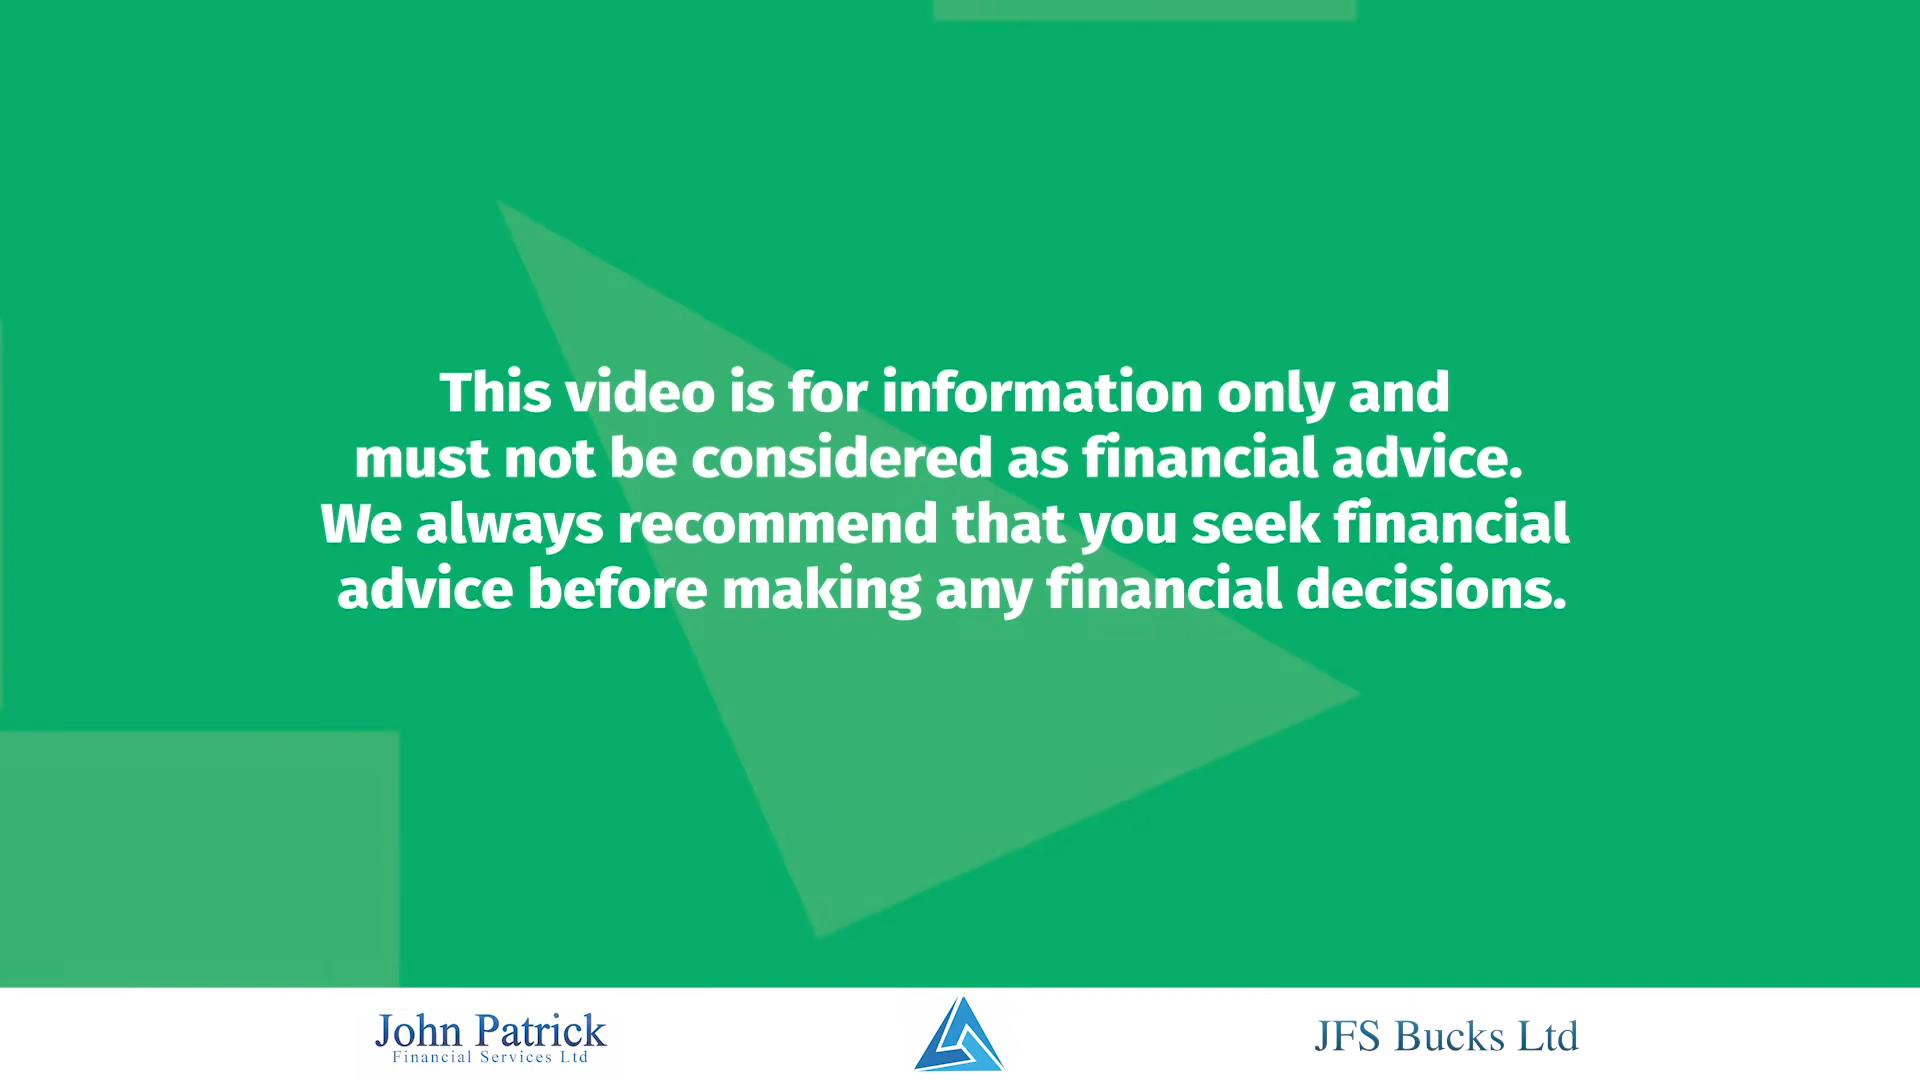 This video is for information only and
must not be considered as financial advice.
We always recommend that you seek financial
advice before making any financial decisions.
John Patrick
Financial Services Ltd
JFS Bucks Ltd